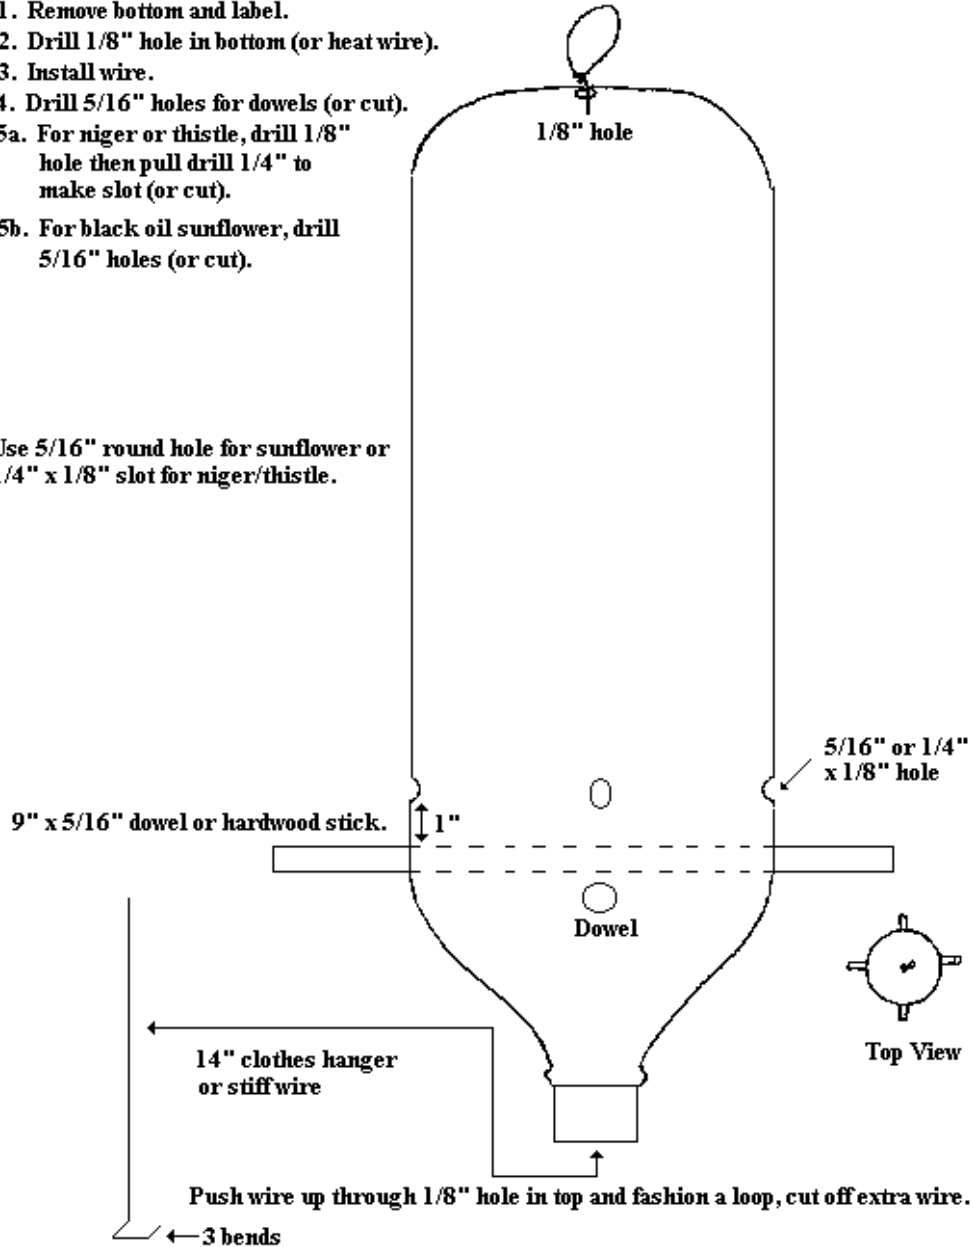 1. Remove bottom and label.
2. Drill 1/8" hole in bottom (or heat wire).
3. Install wire.
4. Drill 5/16" holes for dowels (or cut).
5a. For niger or thistle, drill 1/8"
hole then pull drill 1/4" to
make slot (or cut).
5b. For black oil sunflower, drill
5/16" holes (or cut).
1/8" hole
Use 5/16" round hole for sunflower or
1/4" x 1/8" slot for niger/thistle.
5/16" or 1/4"
x 1/8" hole
9" x 5/16" dowel or hardwood stick.
1"
Dowel
Top View
14" clothes hanger
or stiff wire
Push wire up through 1/8" hole in top and fashion a loop, cut off extra wire.
3 bends